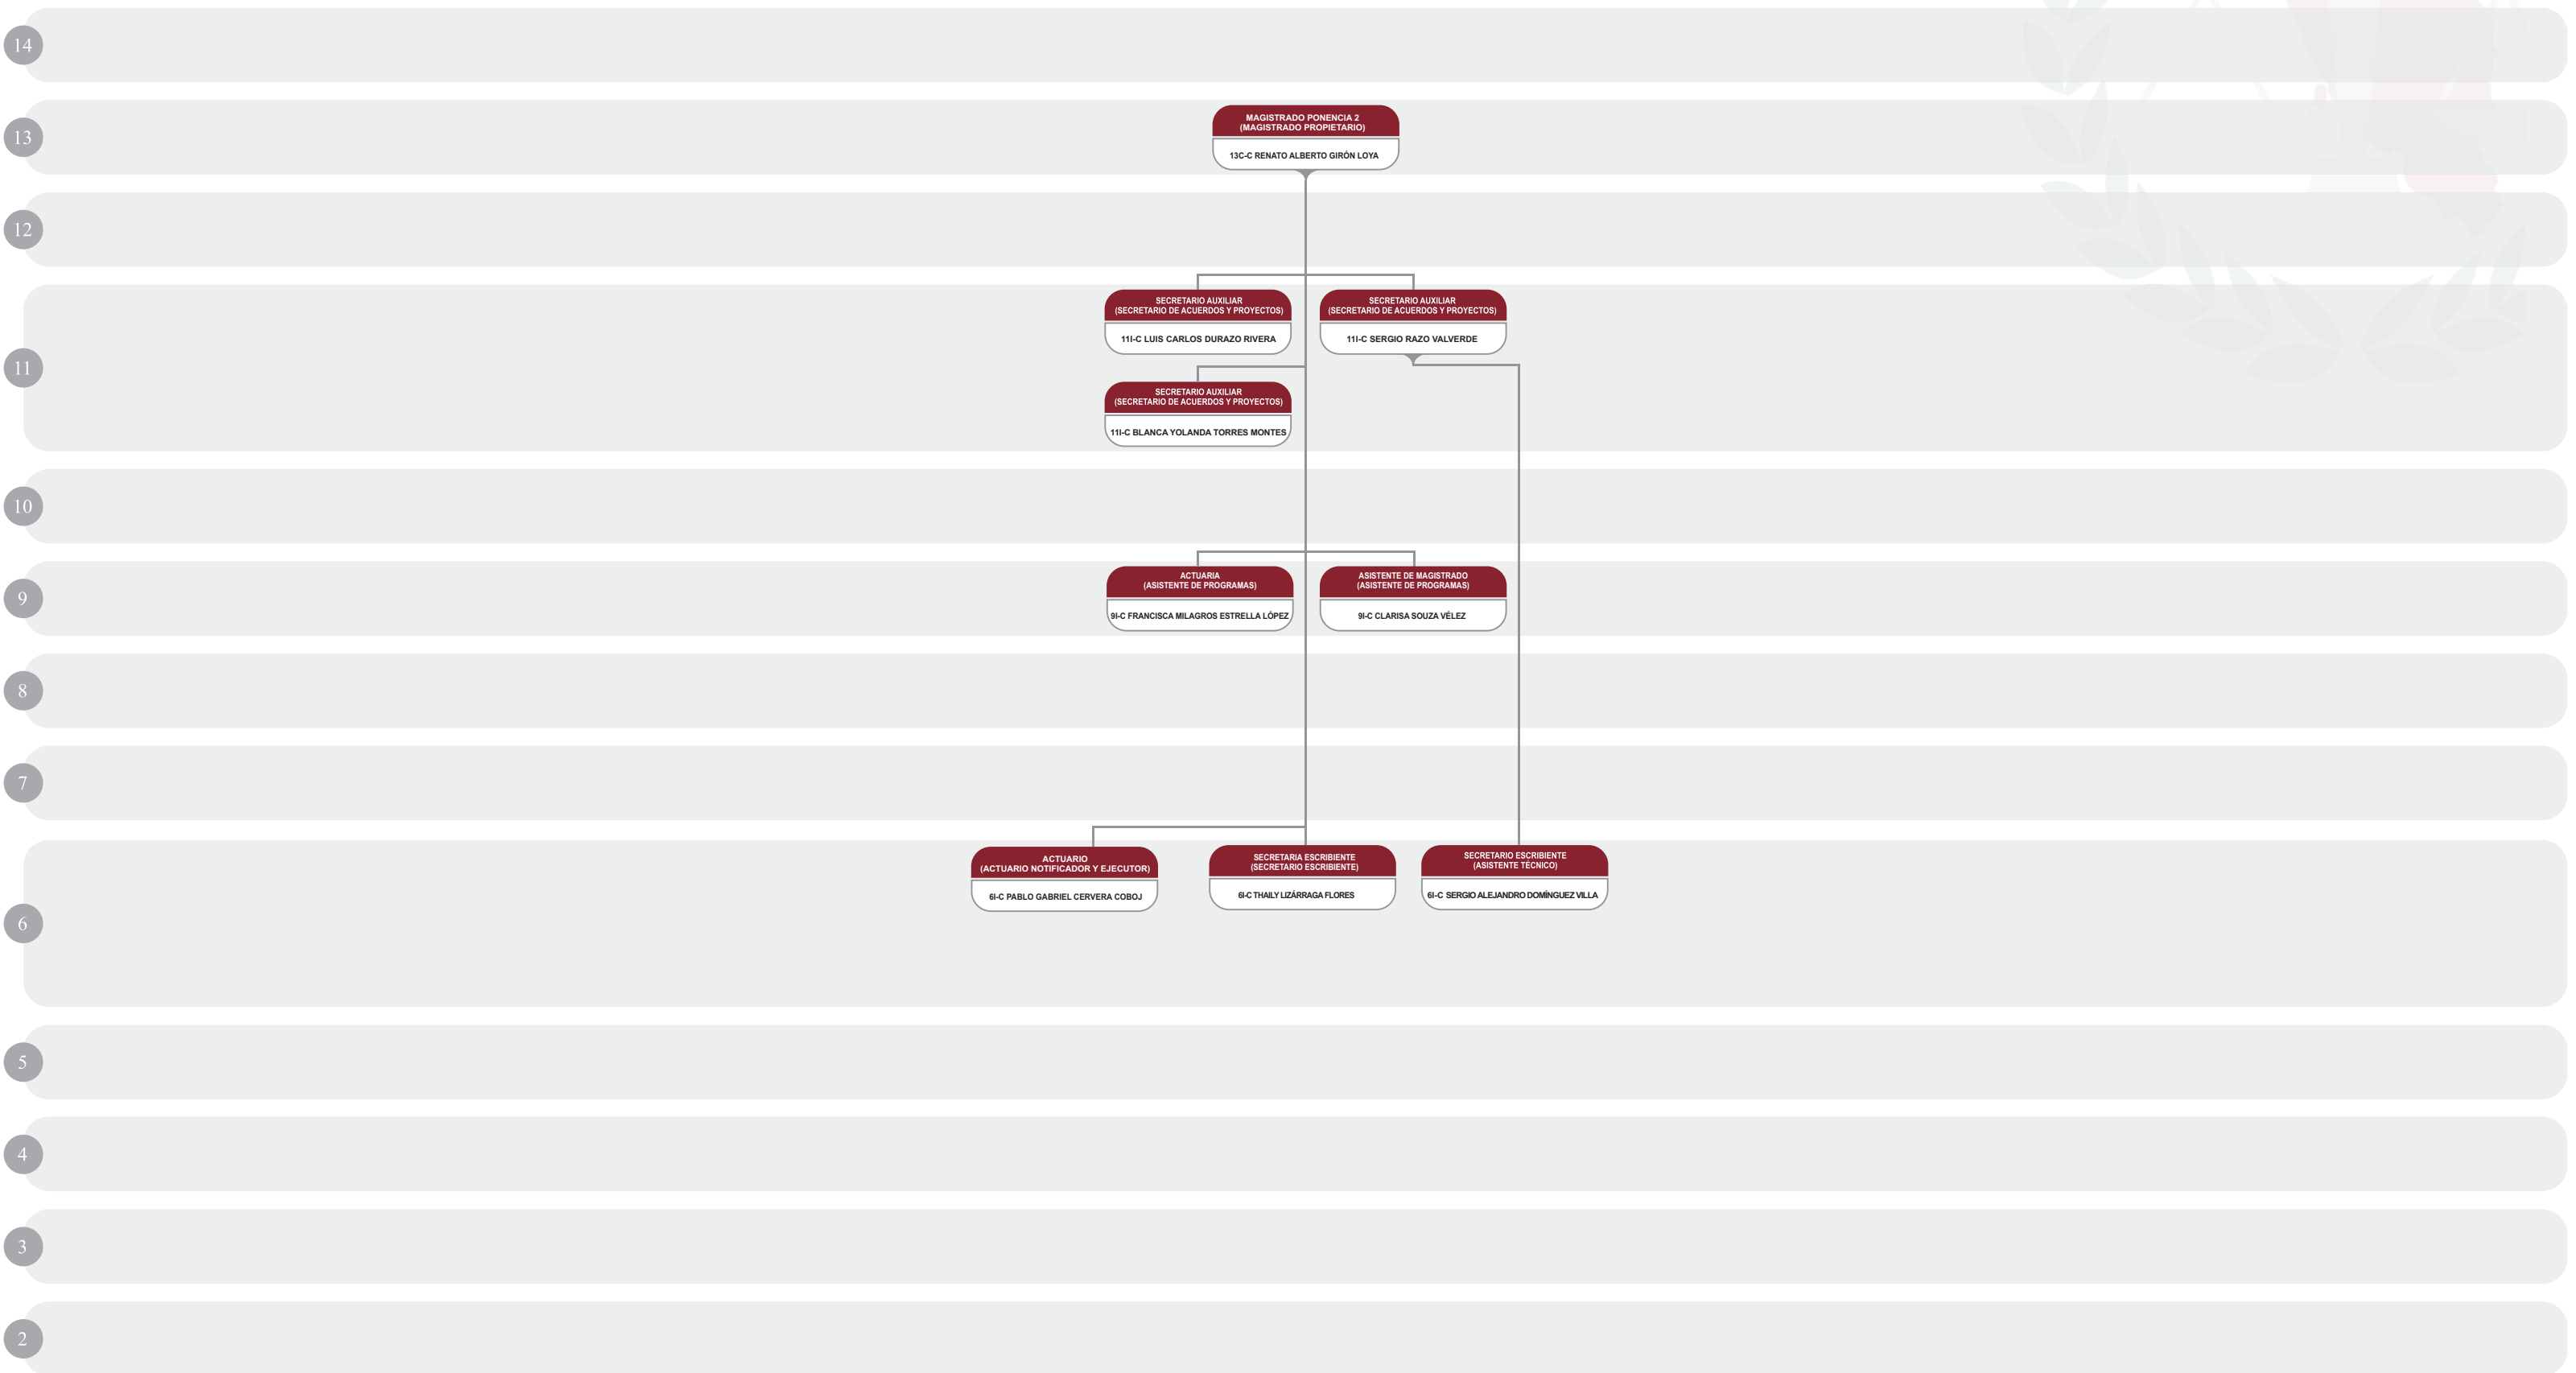 14
13
MAGISTRADO PONENCIA 2
(MAGISTRADO PROPIETARIO)
13C-C RENATO ALBERTO GIRÓN LOYA
12
11
SECRETARIO AUXILIAR
(SECRETARIO DE ACUERDOS Y PROYECTOS)
11I-C LUIS CARLOS DURAZO RIVERA
SECRETARIO AUXILIAR
(SECRETARIO DE ACUERDOS Y PROYECTOS)
11I-C SERGIO RAZO VALVERDE
SECRETARIO AUXILIAR
(SECRETARIO DE ACUERDOS Y PROYECTOS)
11I-C BLANCA YOLANDA TORRES MONTES
10
9
ACTUARIA
(ASISTENTE DE PROGRAMAS)
9I-C FRANCISCA MILAGROS ESTRELLA LÓPEZ
ASISTENTE DE MAGISTRADO
(ASISTENTE DE PROGRAMAS)
9I-C CLARISA SOUZA VÉLEZ
8
7
6
ACTUARIO
(ACTUARIO NOTIFICADOR Y EJECUTOR)
6I-C PABLO GABRIEL CERVERA COBOJ
SECRETARIA ESCRIBIENTE
(SECRETARIO ESCRIBIENTE)
6I-C THAILY LIZÁRRAGA FLORES
SECRETARIO ESCRIBIENTE
(ASISTENTE TÉCNICO)
6I-C SERGIO ALEJANDRO DOMÍNGUEZ VILLA
5
4
3
2